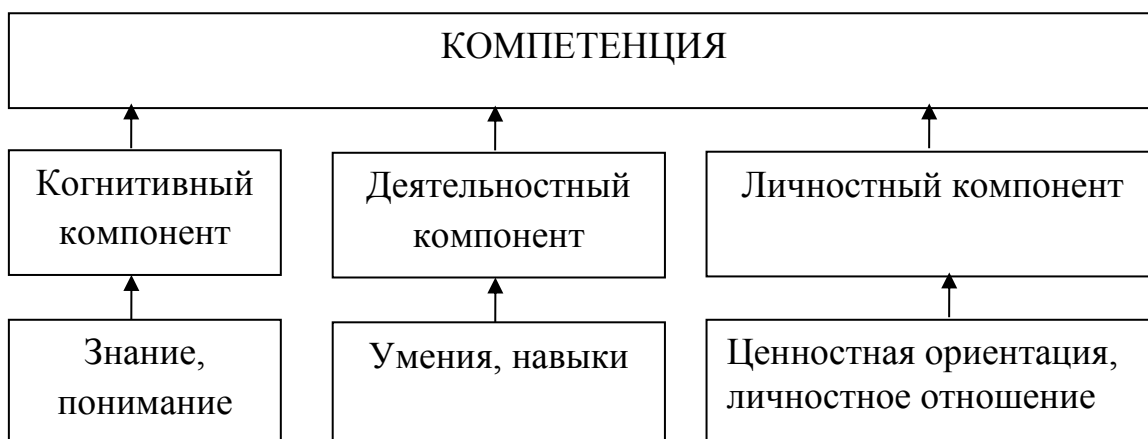 КОМПЕТЕНЦИЯ
Когнитивный
компонент
Деятельностный
компонент
Личностный компонент
Знание,
понимание
Умения, навыки
Ценностная ориентация,
личностное отношение